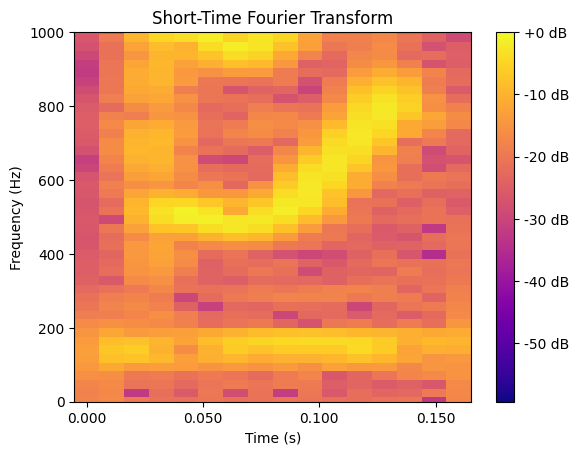 Short-Time Fourier Transform
1000
800
600
400
200
0
Frequency (Hz)
0.000
0.050
0.100
0.150
Time (s)
+0 dB
-10 dB
-20 dB
-30 dB
-40 dB
-50 dB